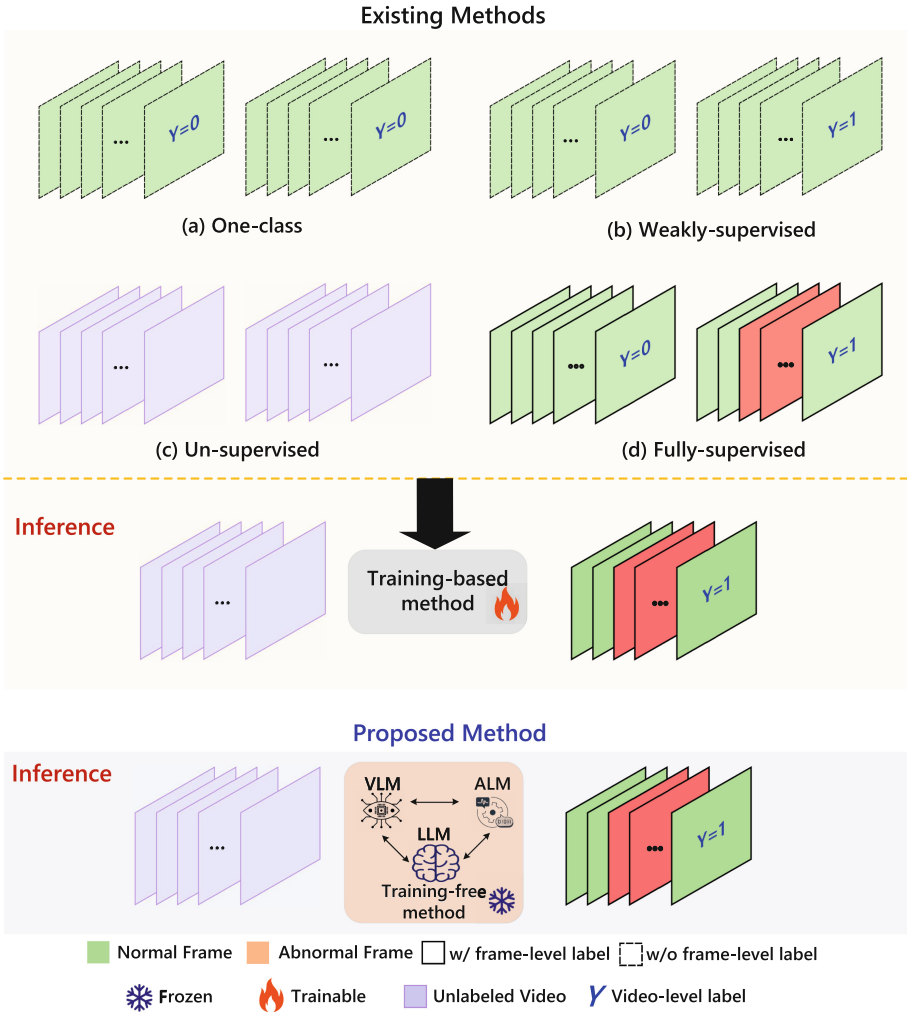 Existing Methods
... Y=0 ... Y=0 ... Y=0 ... Y=1
(a) One-class (b) Weakly-supervised
... ... ... Y=0 ... Y=1
(c) Un-supervised (d) Fully-supervised
Inference
... Training-based
method
... Y=1
Proposed Method
Inference
... VLM ALM
LLM
Training-free
method
... Y=1
Normal Frame Abnormal Frame w/ frame-level label w/o frame-level label
Frozen Trainable Unlabeled Video Y Video-level label